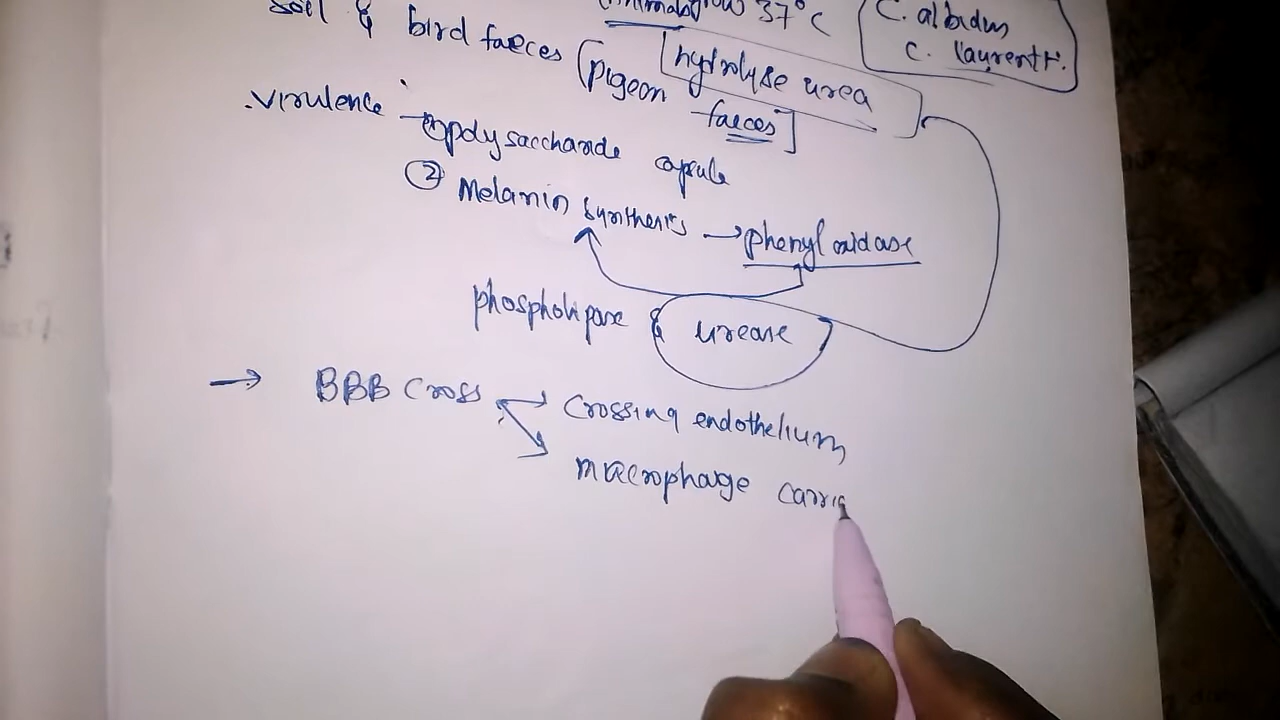 soil & bird faeces (pigeon faeces]
37°C
hydrolyse urea
C. albidus
C. laurentii.
.virulence → ① polysaccharide capsule
② Melanin synthesis → phenyl oxidase
phospholipase & urease
→ BBB Cross → Crossing endothelium
macrophage carrie